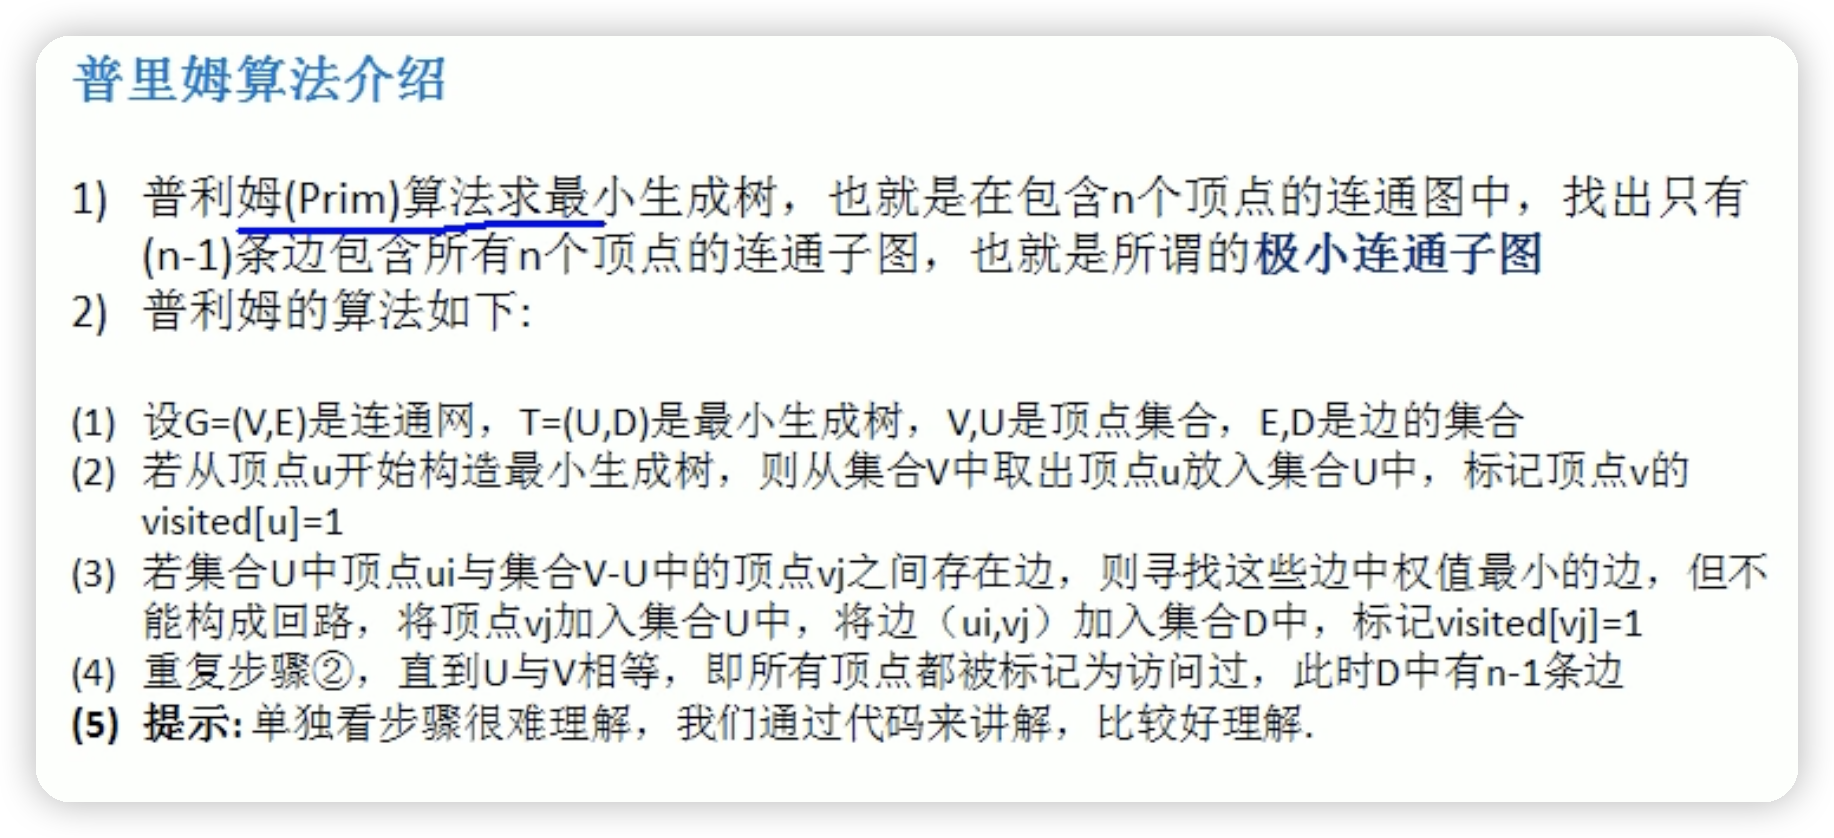 普里姆算法介绍
1) 普利姆(Prim)算法求最小生成树，也就是在包含n个顶点的连通图中，找出只有
(n-1)条边包含所有n个顶点的连通子图，也就是所谓的极小连通子图
2) 普利姆的算法如下:
(1) 设G=(V,E)是连通网，T=(U,D)是最小生成树，V,U是顶点集合，E,D是边的集合
(2) 若从顶点u开始构造最小生成树，则从集合V中取出顶点u放入集合U中，标记顶点v的
visited[u]=1
(3) 若集合U中顶点ui与集合V-U中的顶点vj之间存在边，则寻找这些边中权值最小的边，但不
能构成回路，将顶点vj加入集合U中，将边（ui,vj）加入集合D中，标记visited[vj]=1
(4) 重复步骤②，直到U与V相等，即所有顶点都被标记为访问过，此时D中有n-1条边
(5) 提示: 单独看步骤很难理解，我们通过代码来讲解，比较好理解.